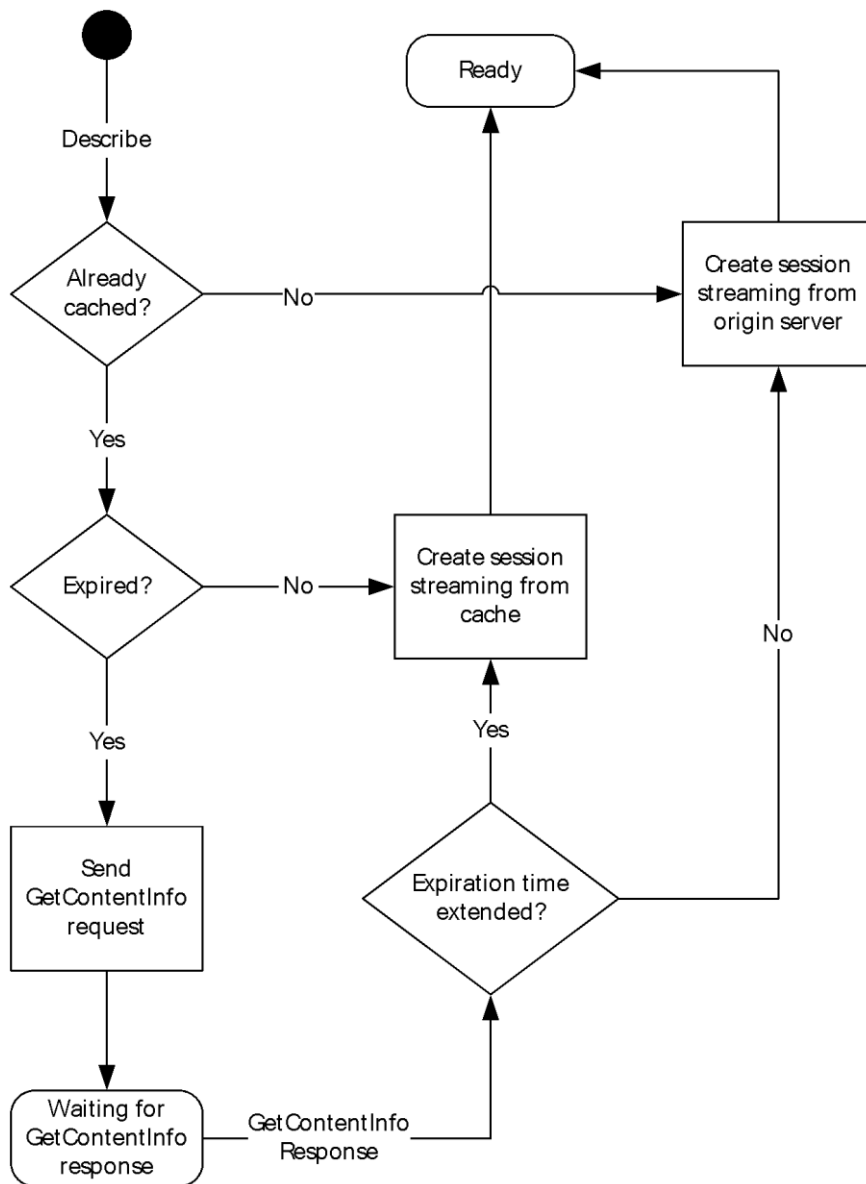 Ready
Describe
Already
cached?
No
Create session
streaming from
origin server
Yes
Expired?
No
Create session
streaming from
cache
No
Yes
Yes
Send
GetContentInfo
request
Expiration time
extended?
Waiting for
GetContentInfo
response
GetContentInfo
Response